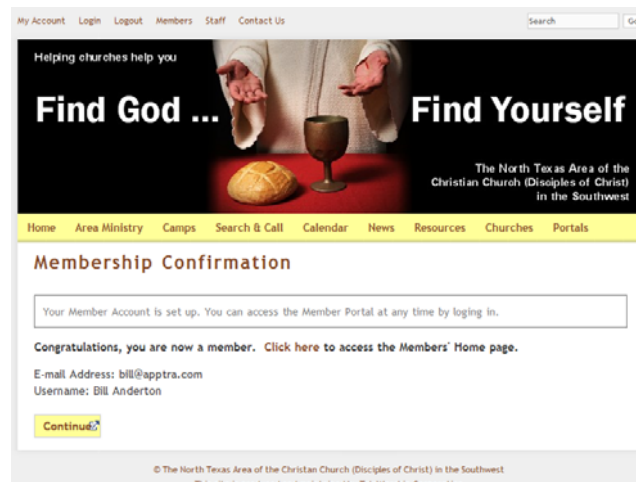 My Account Login Logout Members Staff Contact Us
Search
Helping churches help you
Find God ... Find Yourself
The North Texas Area of the
Christian Church (Disciples of Christ)
in the Southwest
Home Area Ministry Camps Search & Call Calendar News Resources Churches Portals
Membership Confirmation
Your Member Account is set up. You can access the Member Portal at any time by loging in.
Congratulations, you are now a member. Click here to access the Members' Home page.
E-mail Address: bill@apptra.com
Username: Bill Anderton
Continue
© The North Texas Area of the Christan Church (Disciples of Christ) in the Southwest